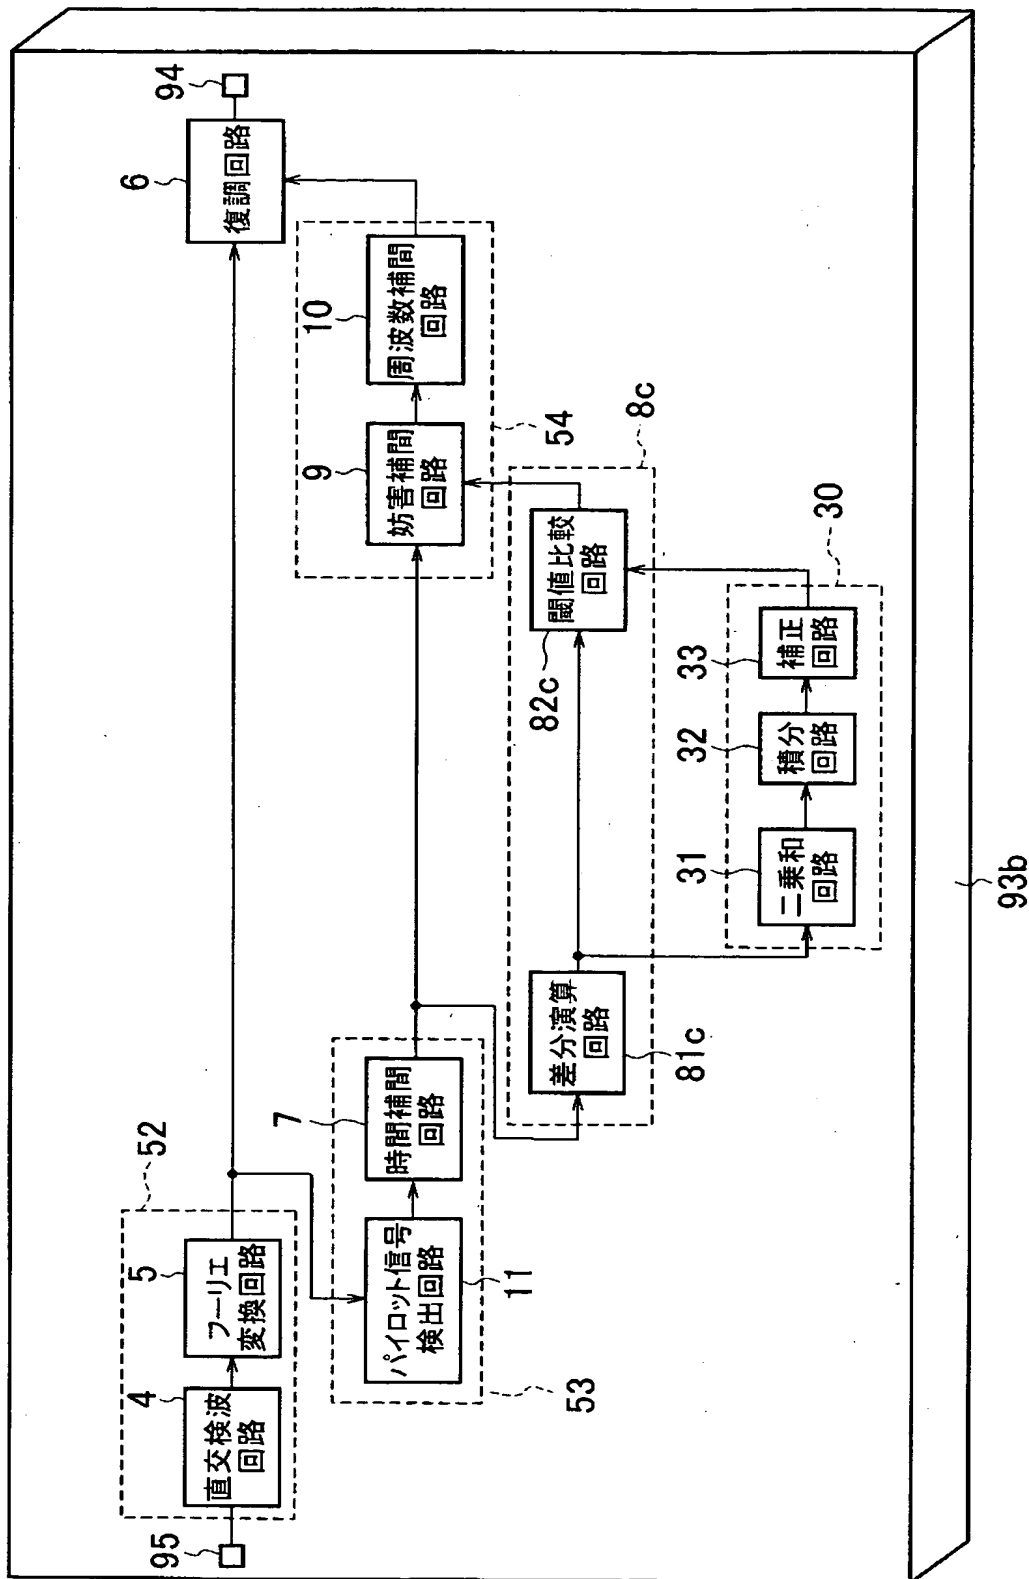 95
4
直交検波
回路
5
フーリエ
変換回路
52
6
復調回路
94
11
パイロット信号
検出回路
7
時間補間
回路
53
9
妨害補間
回路
10
周波数補間
回路
54
81c
差分演算
回路
82c
閾値比較
回路
8c
31
二乗和
回路
32
積分
回路
33
補正
回路
30
93b